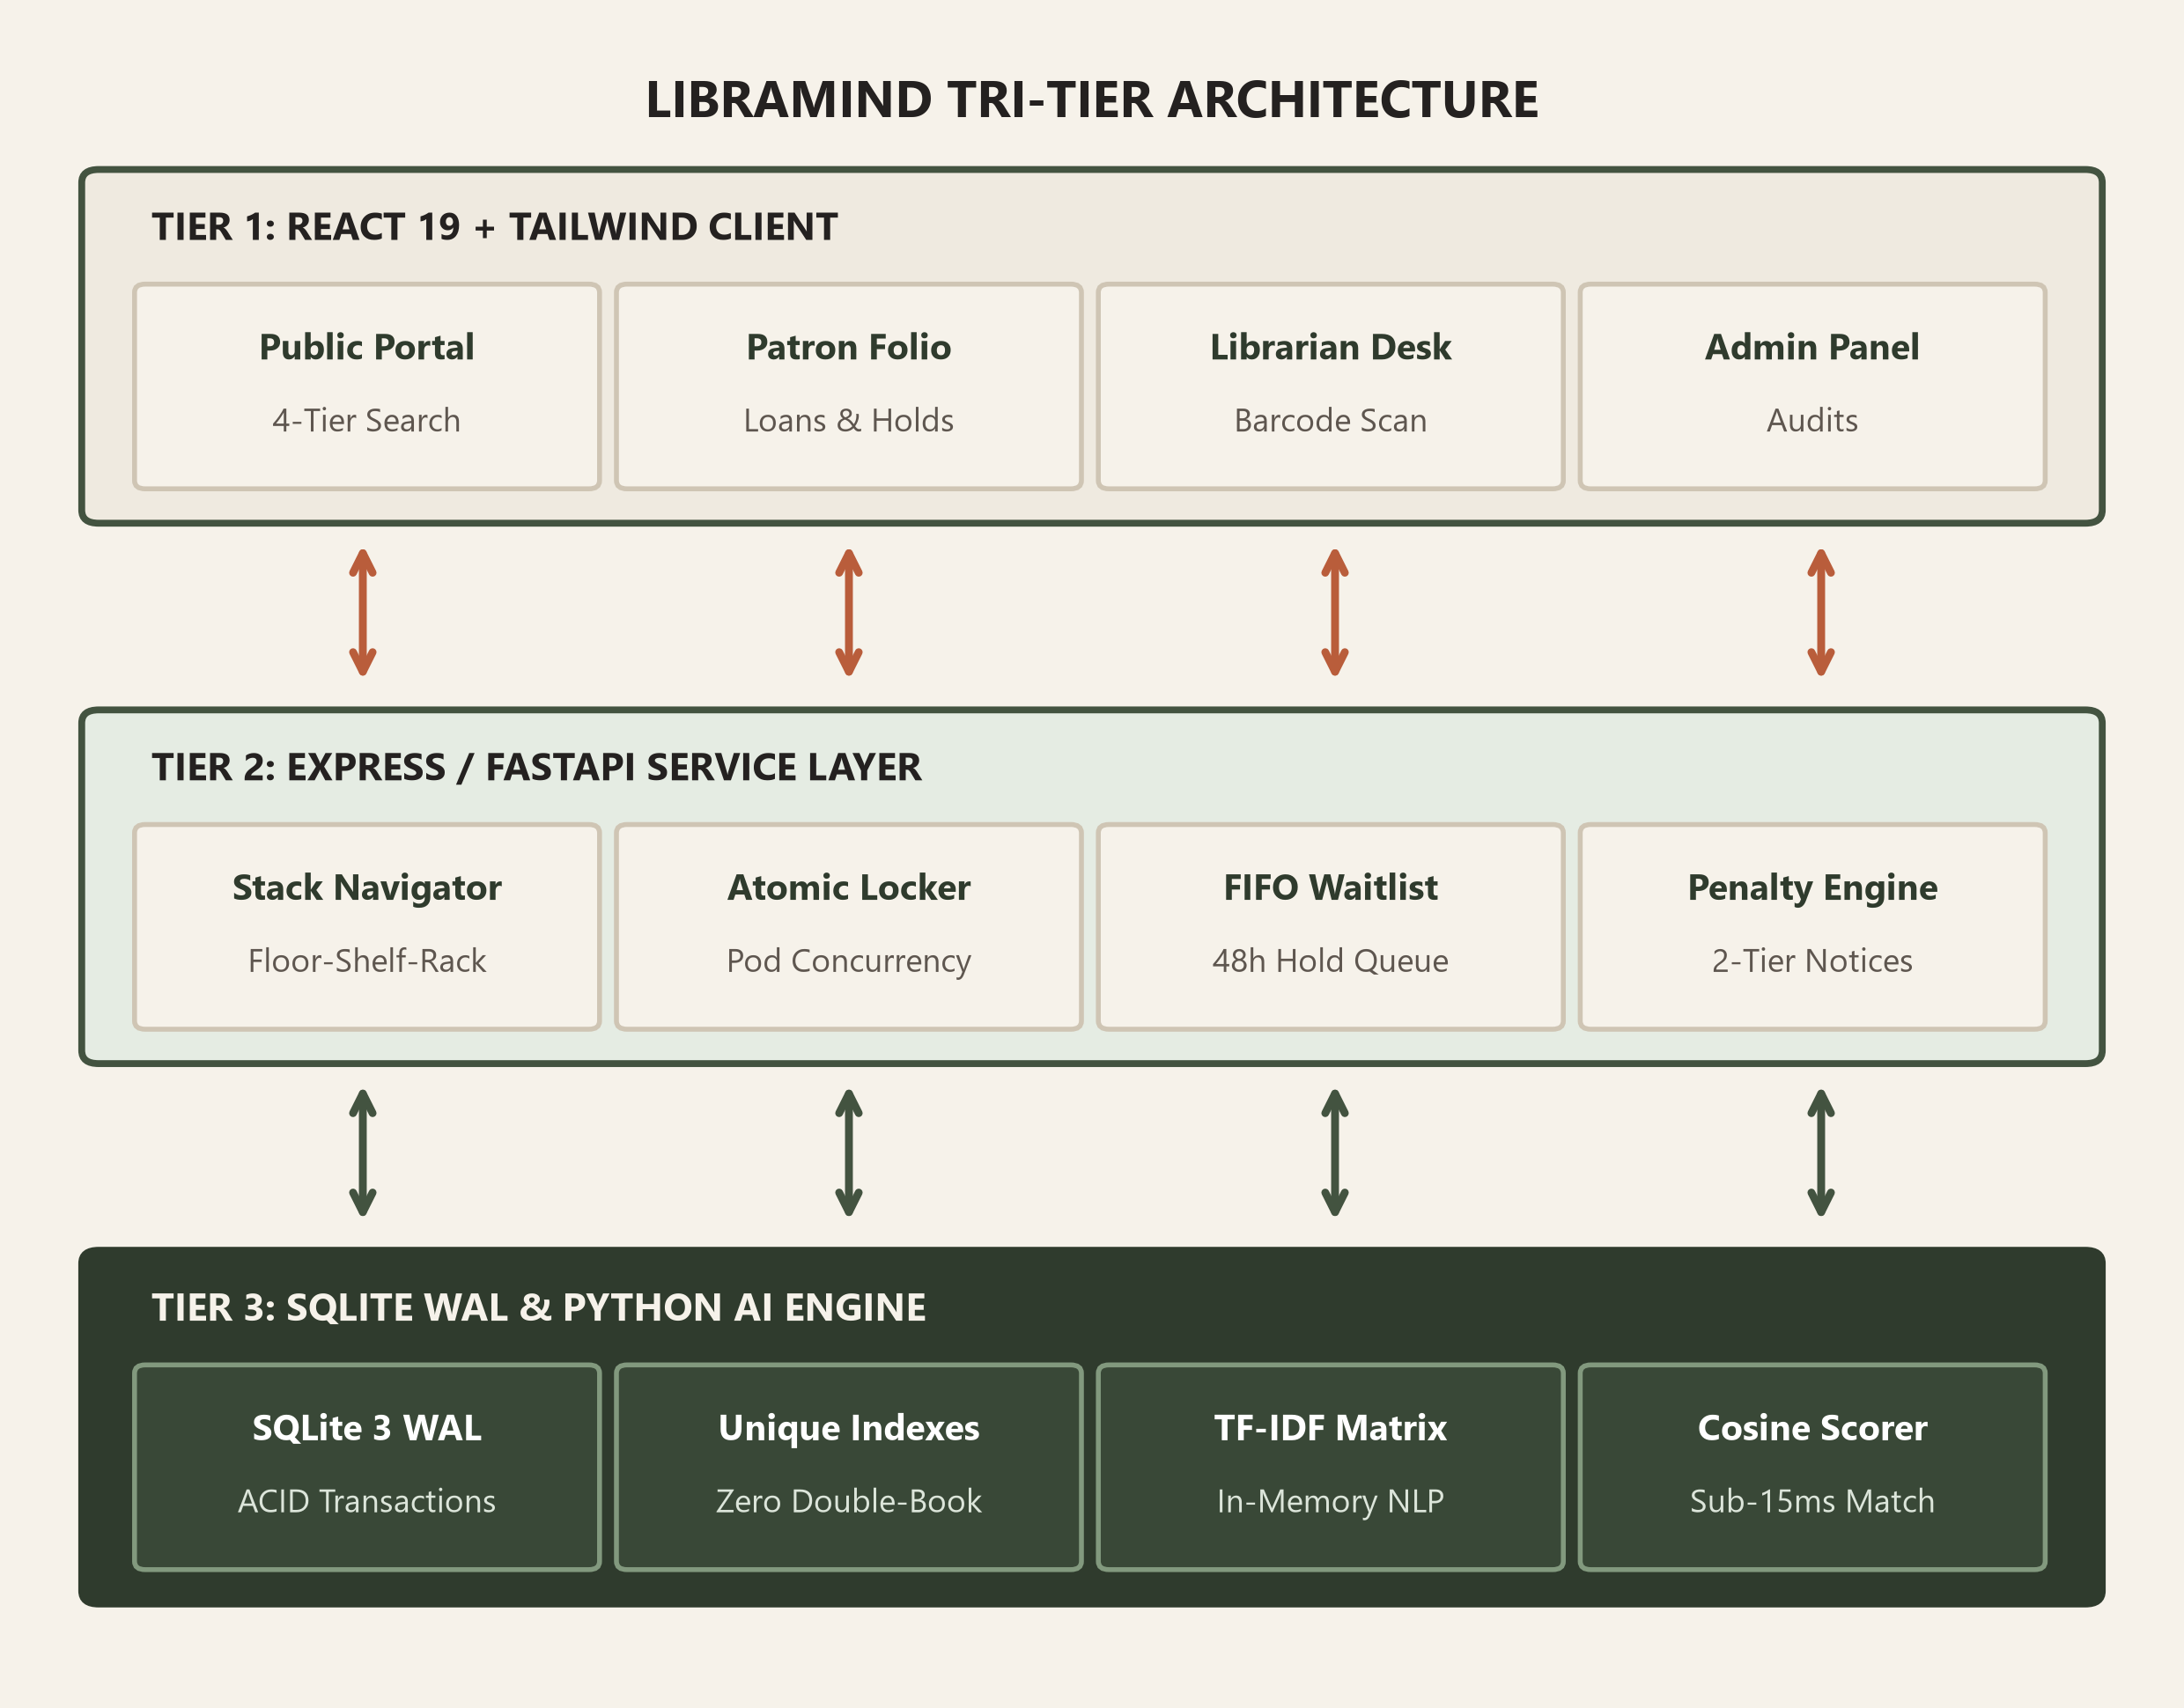 LIBRAMIND TRI-TIER ARCHITECTURE
TIER 1: REACT 19 + TAILWIND CLIENT
Public Portal
4-Tier Search
Patron Folio
Loans & Holds
Librarian Desk
Barcode Scan
Admin Panel
Audits
TIER 2: EXPRESS / FASTAPI SERVICE LAYER
Stack Navigator
Floor-Shelf-Rack
Atomic Locker
Pod Concurrency
FIFO Waitlist
48h Hold Queue
Penalty Engine
2-Tier Notices
TIER 3: SQLITE WAL & PYTHON AI ENGINE
SQLite 3 WAL
ACID Transactions
Unique Indexes
Zero Double-Book
TF-IDF Matrix
In-Memory NLP
Cosine Scorer
Sub-15ms Match